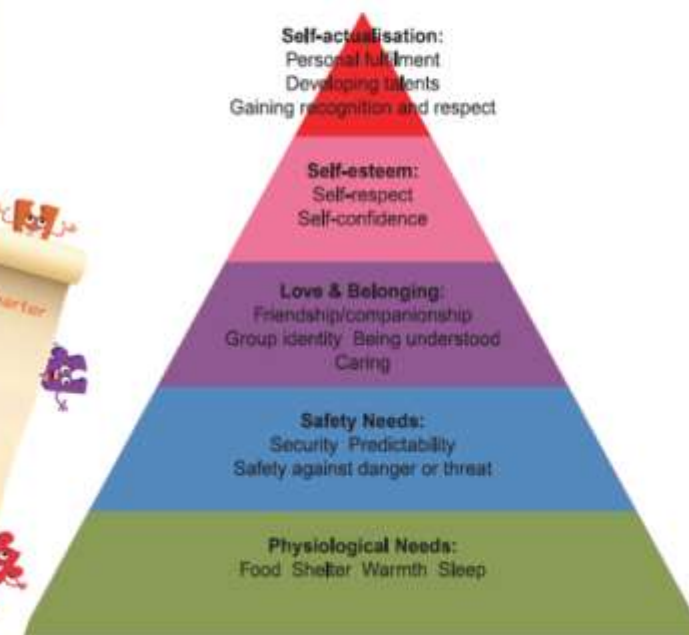 Self-actualisation:
Personal fulfilment
Developing talents
Gaining recognition and respect
Self-esteem:
Self-respect
Self-confidence
Love & Belonging:
Friendship/companionship
Group identity Being understood
Caring
Safety Needs:
Security Predictability
Safety against danger or threat
Physiological Needs:
Food Shelter Warmth Sleep